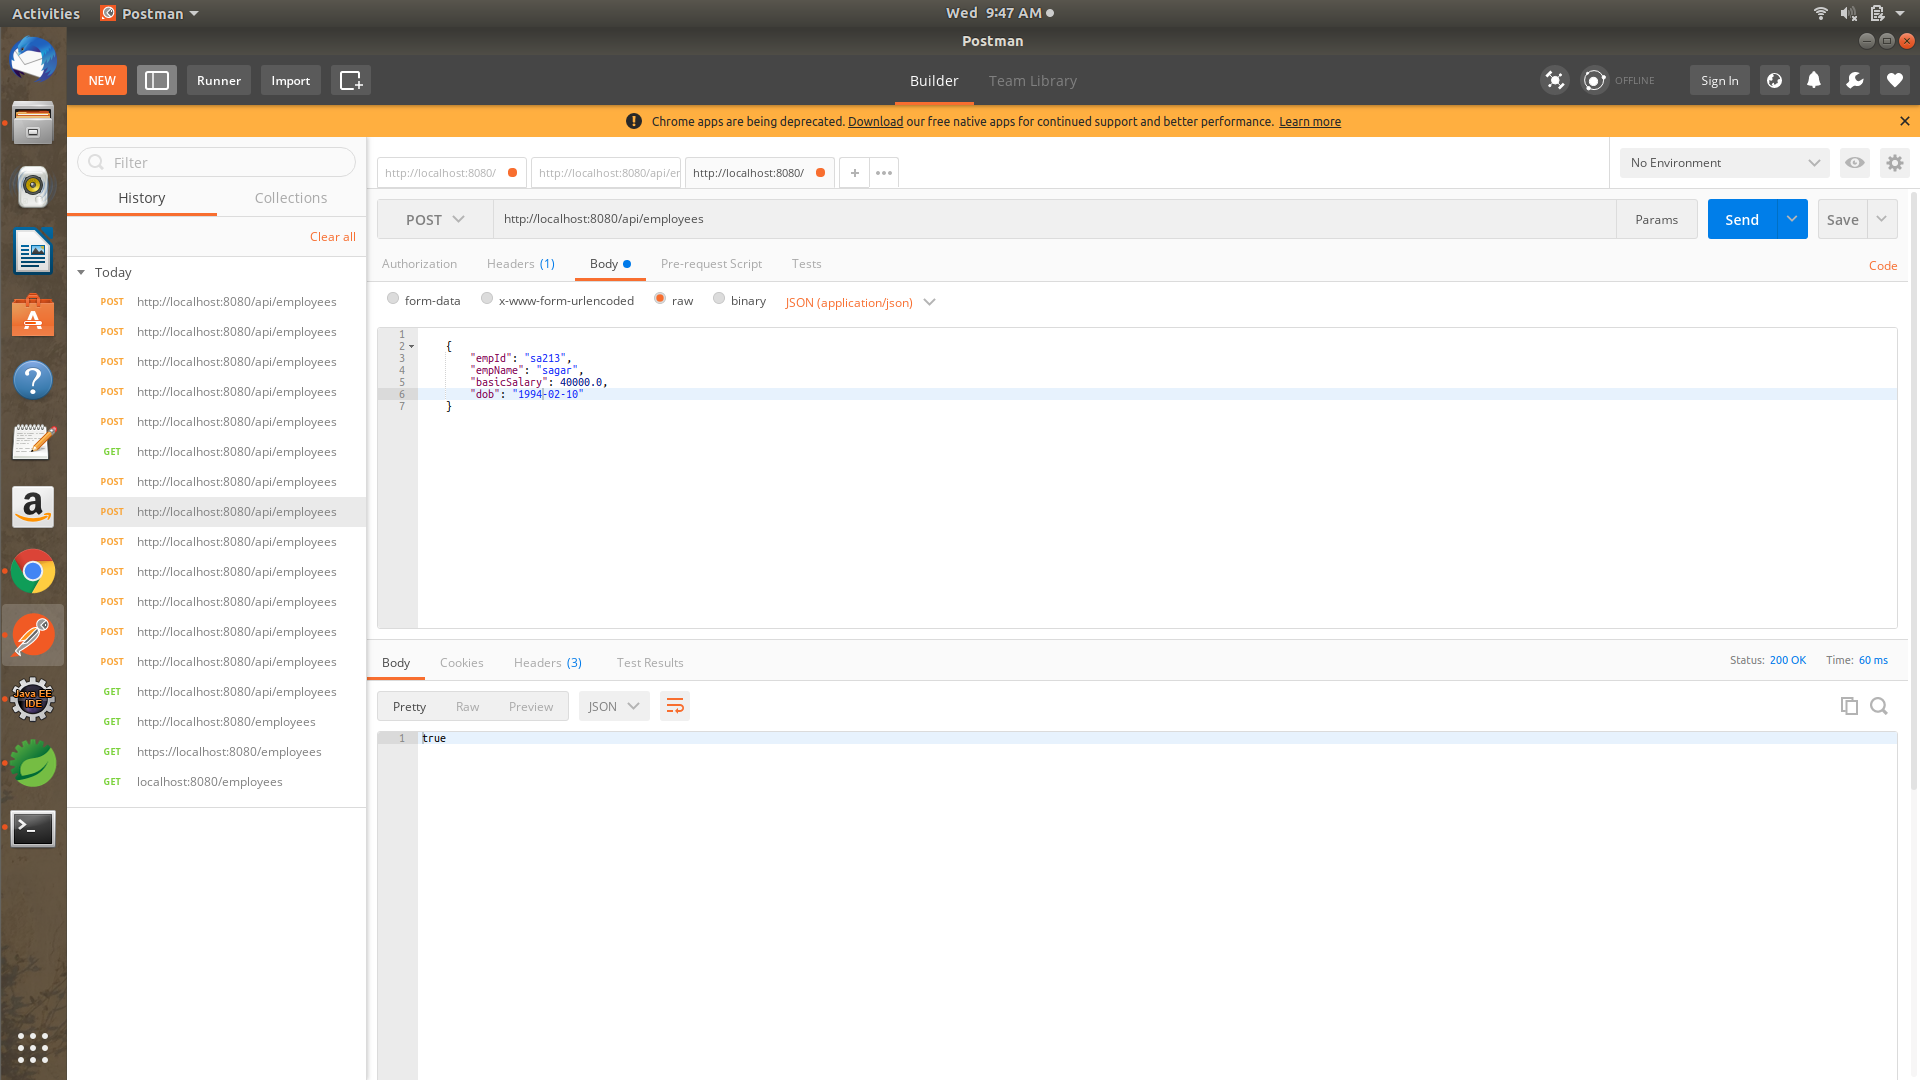 Activities Postman Wed 9:47 AM
Postman
NEW Runner Import Builder Team Library OFFLINE Sign In
Chrome apps are being deprecated. Download our free native apps for continued support and better performance. Learn more
Filter
History Collections
Clear all
Today
POST http://localhost:8080/api/employees
POST http://localhost:8080/api/employees
POST http://localhost:8080/api/employees
POST http://localhost:8080/api/employees
POST http://localhost:8080/api/employees
GET http://localhost:8080/api/employees
POST http://localhost:8080/api/employees
POST http://localhost:8080/api/employees
POST http://localhost:8080/api/employees
POST http://localhost:8080/api/employees
POST http://localhost:8080/api/employees
POST http://localhost:8080/api/employees
POST http://localhost:8080/api/employees
GET http://localhost:8080/api/employees
GET http://localhost:8080/employees
GET https://localhost:8080/employees
GET localhost:8080/employees
http://localhost:8080/ http://localhost:8080/api/er http://localhost:8080/ + ••• No Environment
POST http://localhost:8080/api/employees Params Send Save
Authorization Headers (1) Body Pre-request Script Tests Code
form-data x-www-form-urlencoded raw binary JSON (application/json)
1
2 {
3 "empId": "sa213",
4 "empName": "sagar",
5 "basicSalary": 40000.0,
6 "dob": "1994-02-10"
7 }
Body Cookies Headers (3) Test Results Status: 200 OK Time: 60 ms
Pretty Raw Preview JSON
1 true
Java EE
IDE